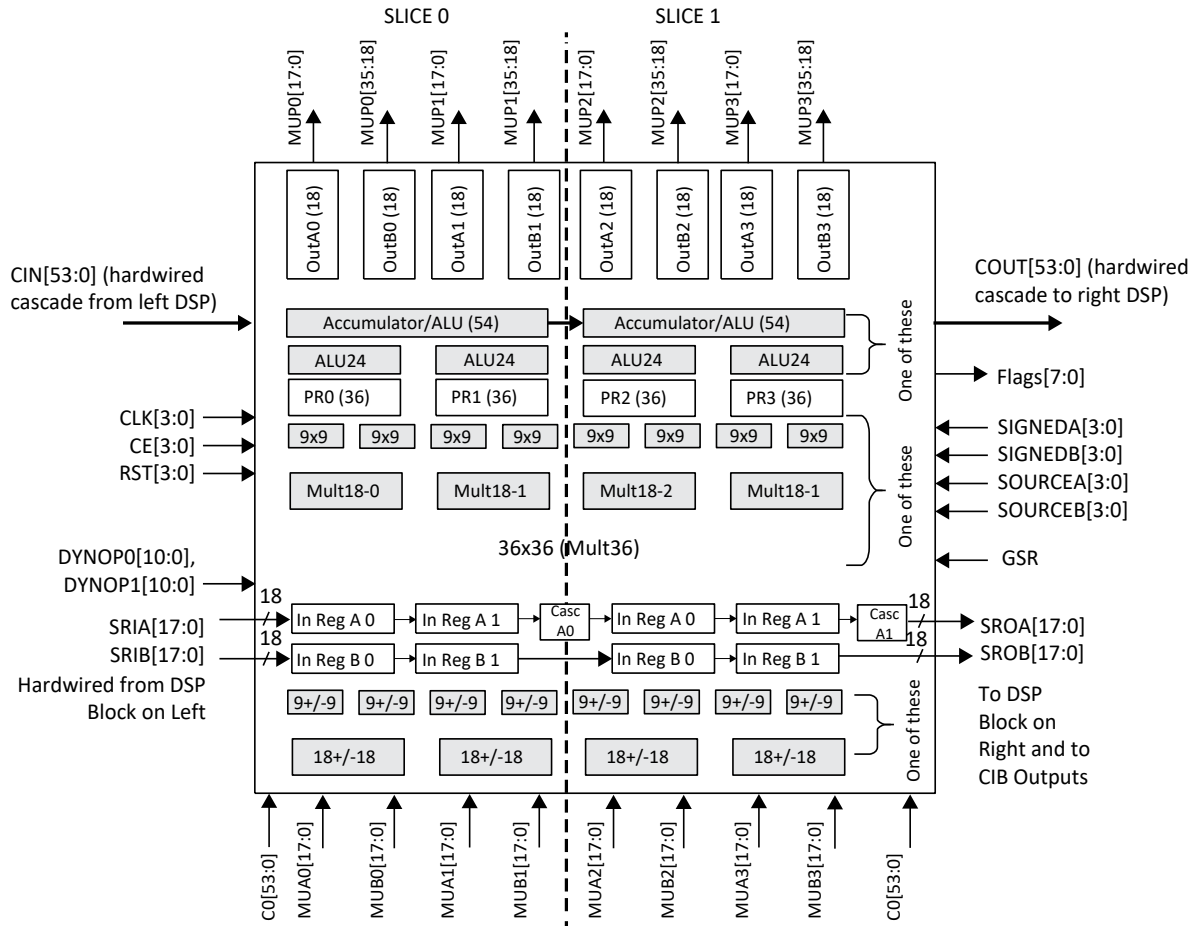 SLICE 0
SLICE 1
MUP0[17:0]
MUP0[35:18]
MUP1[17:0]
MUP1[35:18]
MUP2[17:0]
MUP2[35:18]
MUP3[17:0]
MUP3[35:18]
OutA0 (18)
OutB0 (18)
OutA1 (18)
OutB1 (18)
OutA2 (18)
OutB2 (18)
OutA3 (18)
OutB3 (18)
CIN[53:0] (hardwired
cascade from left DSP)
COUT[53:0] (hardwired
cascade to right DSP)
Accumulator/ALU (54)
Accumulator/ALU (54)
ALU24
ALU24
ALU24
ALU24
One of these
PR0 (36)
PR1 (36)
PR2 (36)
PR3 (36)
Flags[7:0]
CLK[3:0]
CE[3:0]
RST[3:0]
9x9
9x9
9x9
9x9
9x9
9x9
9x9
9x9
Mult18-0
Mult18-1
Mult18-2
Mult18-1
One of these
SIGNEDA[3:0]
SIGNEDB[3:0]
SOURCEA[3:0]
SOURCEB[3:0]
36x36 (Mult36)
GSR
DYNOP0[10:0],
DYNOP1[10:0]
18
SRIA[17:0]
In Reg A 0
In Reg A 1
Casc
A0
In Reg A 0
In Reg A 1
Casc
A1
18
SROA[17:0]
18
SRIB[17:0]
In Reg B 0
In Reg B 1
In Reg B 0
In Reg B 1
18
SROB[17:0]
Hardwired from DSP
Block on Left
9+/-9
9+/-9
9+/-9
9+/-9
9+/-9
9+/-9
9+/-9
9+/-9
18+/-18
18+/-18
18+/-18
18+/-18
One of these
To DSP
Block on
Right and to
CIB Outputs
C0[53:0]
MUA0[17:0]
MUB0[17:0]
MUA1[17:0]
MUB1[17:0]
MUA2[17:0]
MUB2[17:0]
MUA3[17:0]
MUB3[17:0]
C0[53:0]